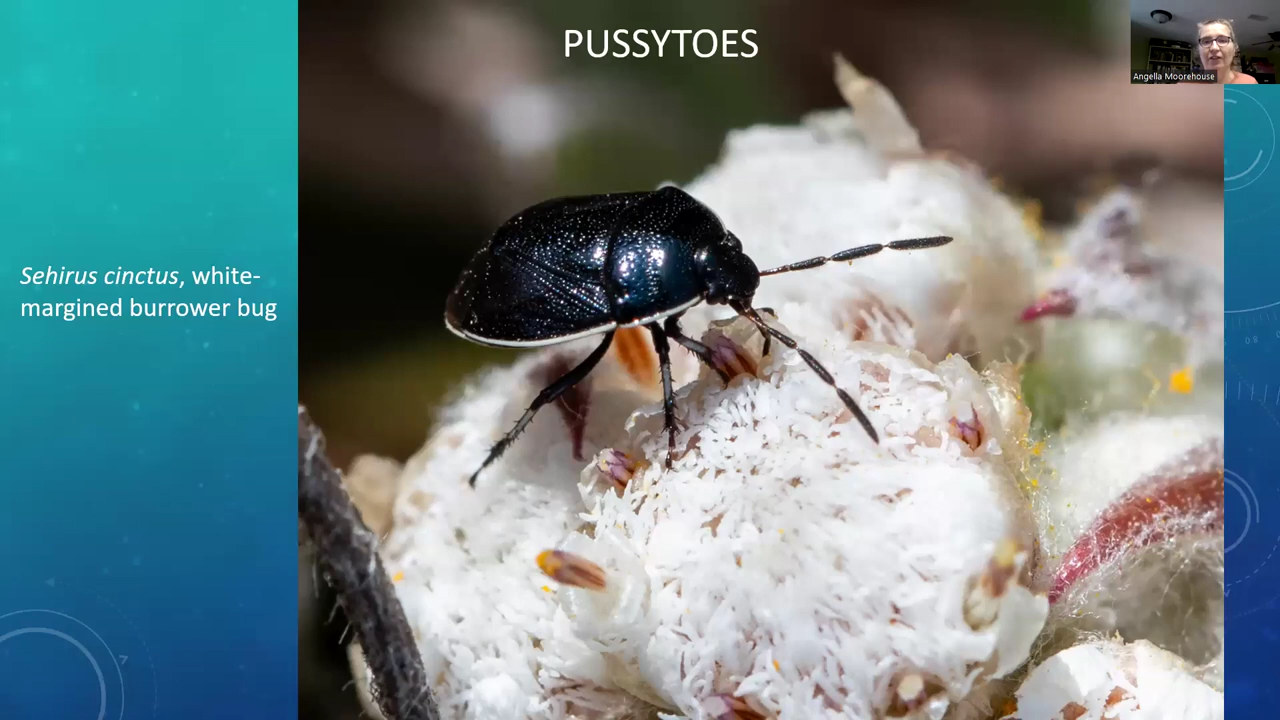 PUSSYTOES
Angella Moorehouse
Sehirus cinctus, white-
margined burrower bug